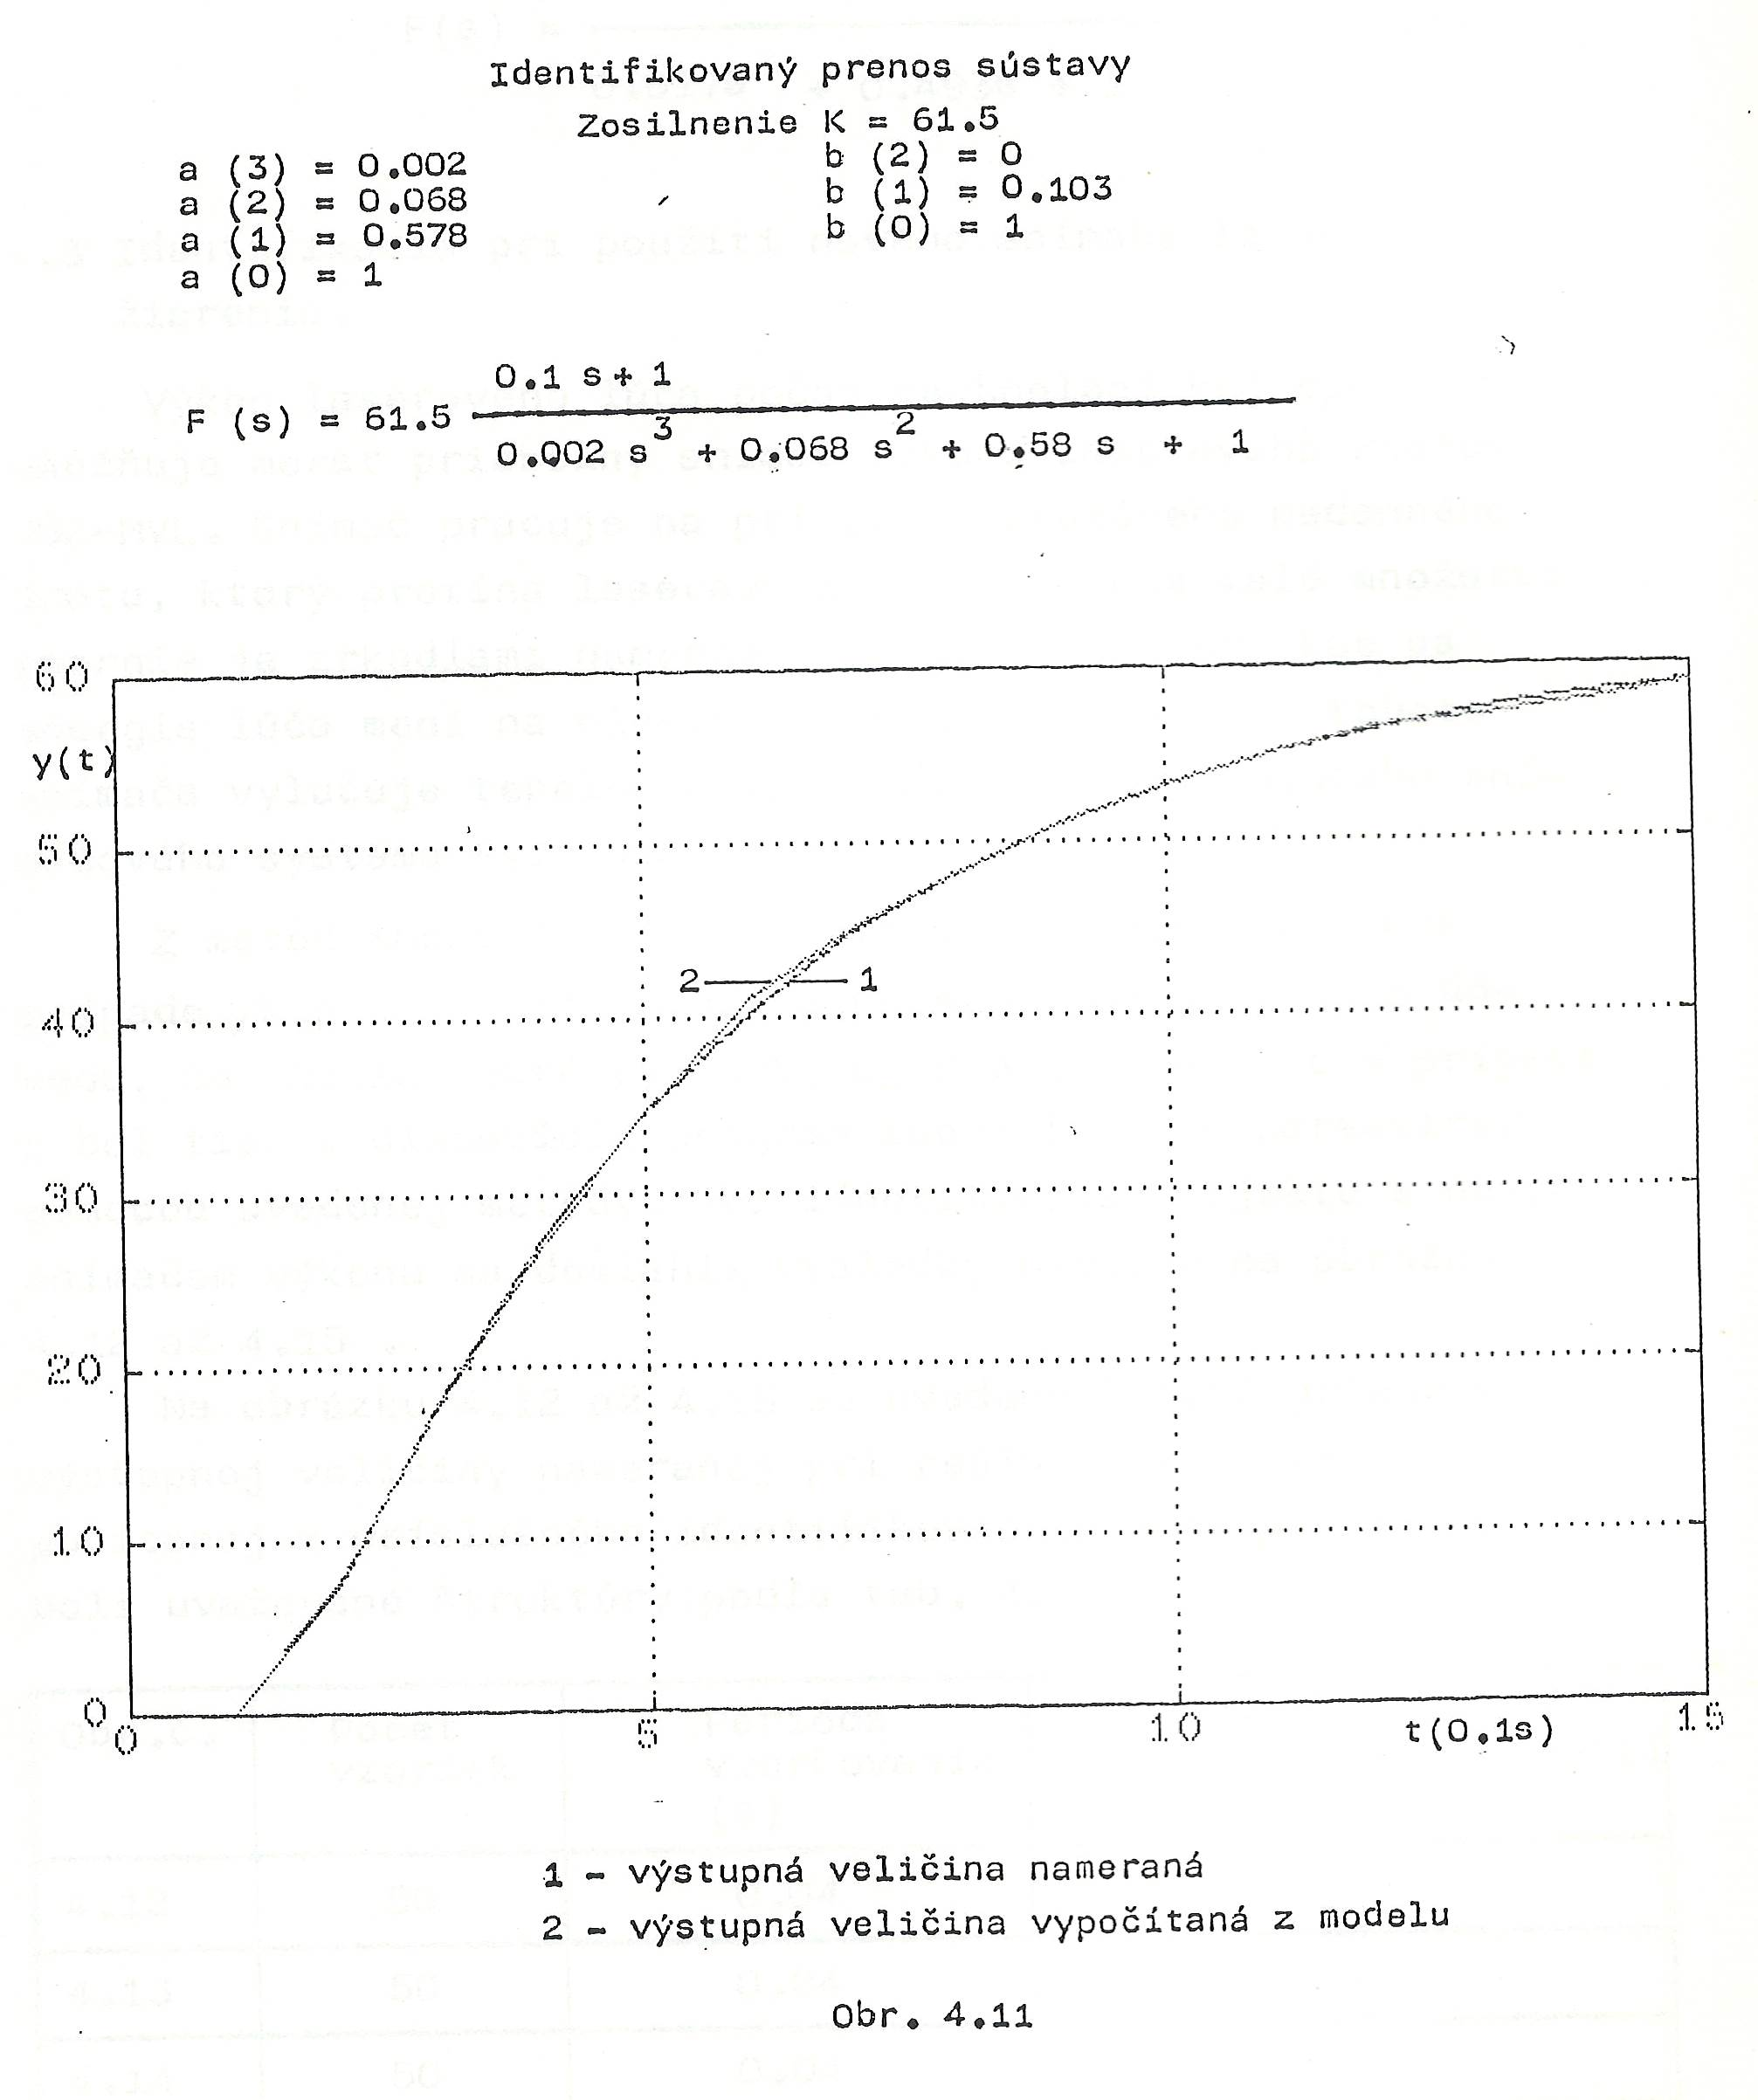 Identifikovaný prenos sústavy
Zosilnenie K = 61.5
a (3) = 0.002
a (2) = 0.068
a (1) = 0.578
a (0) = 1
b (2) = 0
b (1) = 0.103
b (0) = 1
0.1 s + 1
F (s) = 61.5
0.002 s³ + 0.068 s² + 0.58 s + 1
60
y(t)
50
2 1
40
30
20
10
0
0 5 10 t(0.1s) 15
1 - výstupná veličina nameraná
2 - výstupná veličina vypočítaná z modelu
Obr. 4.11